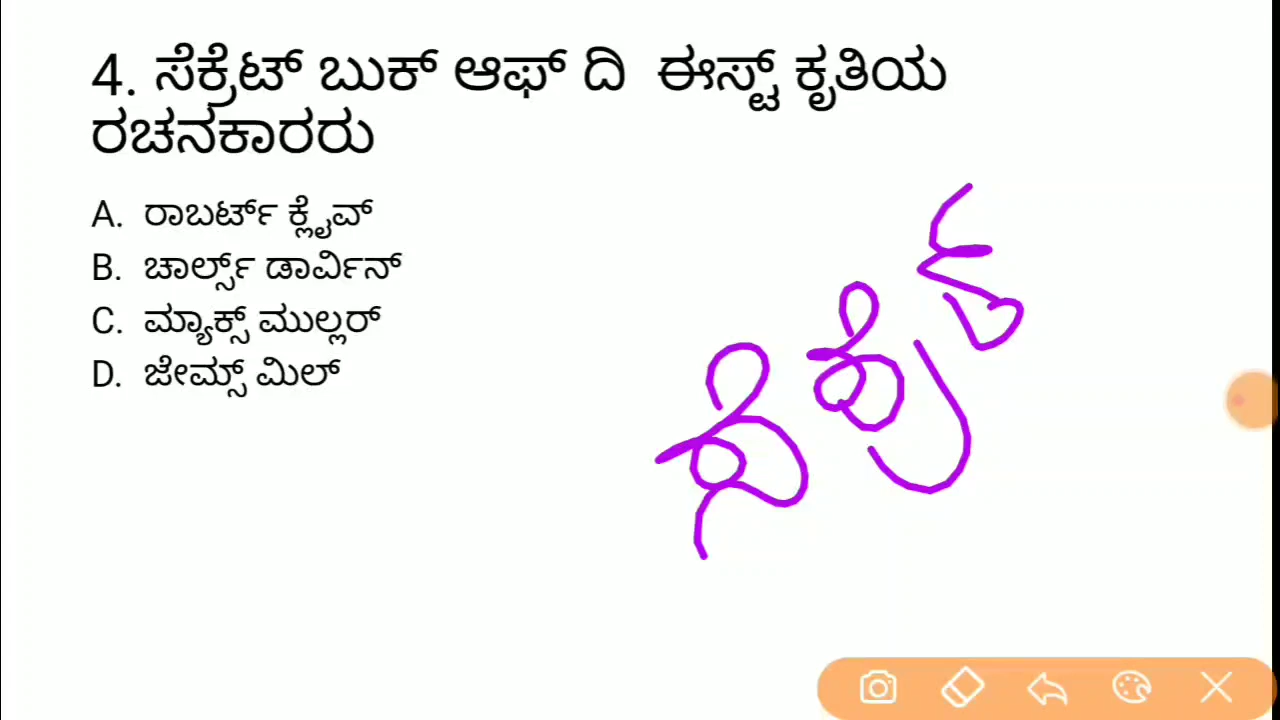 4. ಸೆಕ್ರೆಟ್ ಬುಕ್ ಆಫ್ ದಿ ಈಸ್ಟ್ ಕೃತಿಯ
ರಚನಕಾರರು
A. ರಾಬರ್ಟ್ ಕ್ಲೈವ್
B. ಚಾರ್ಲ್ಸ್ ಡಾರ್ವಿನ್
C. ಮ್ಯಾಕ್ಸ್ ಮುಲ್ಲರ್
D. ಜೇಮ್ಸ್ ಮಿಲ್